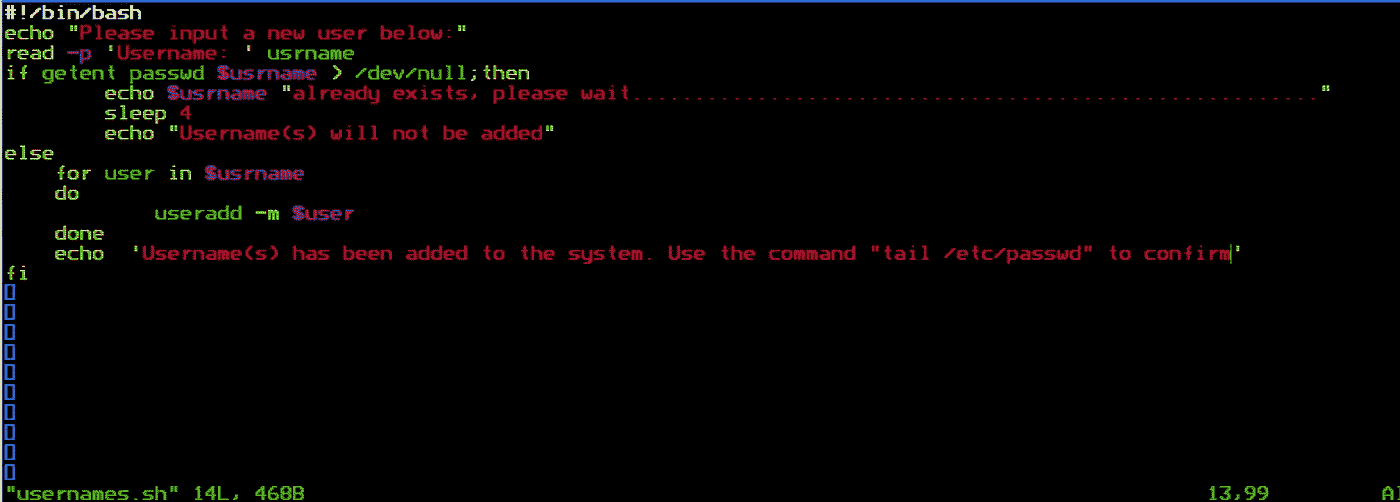 #!/bin/bash
echo "Please input a new user below:"
read -p 'Username: ' usrname
if getent passwd $usrname > /dev/null;then
        echo $usrname "already exists, please wait......................................................."
        sleep 4
        echo "Username(s) will not be added"
else
    for user in $usrname
    do
            useradd -m $user
    done
    echo  'Username(s) has been added to the system. Use the command "tail /etc/passwd" to confirm'
fi
"usernames.sh" 14L, 468B 13,99